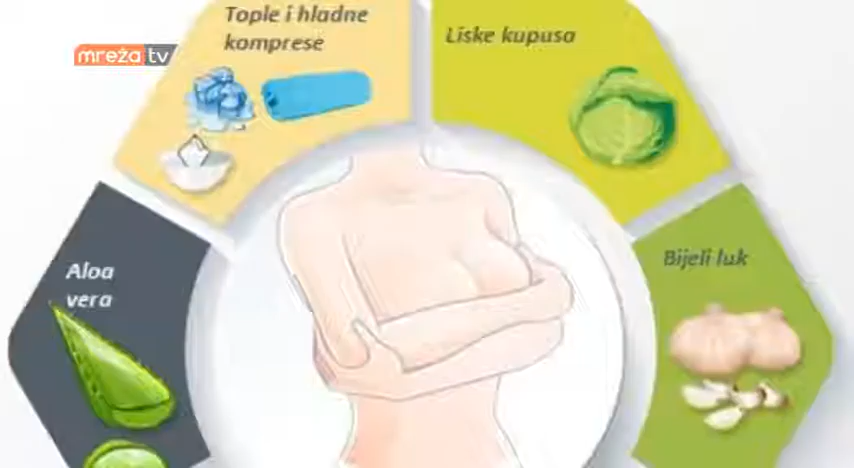 Tople i hladne
komprese
Liske kupusa
mreža tv
Bijeli luk
Aloa
vera